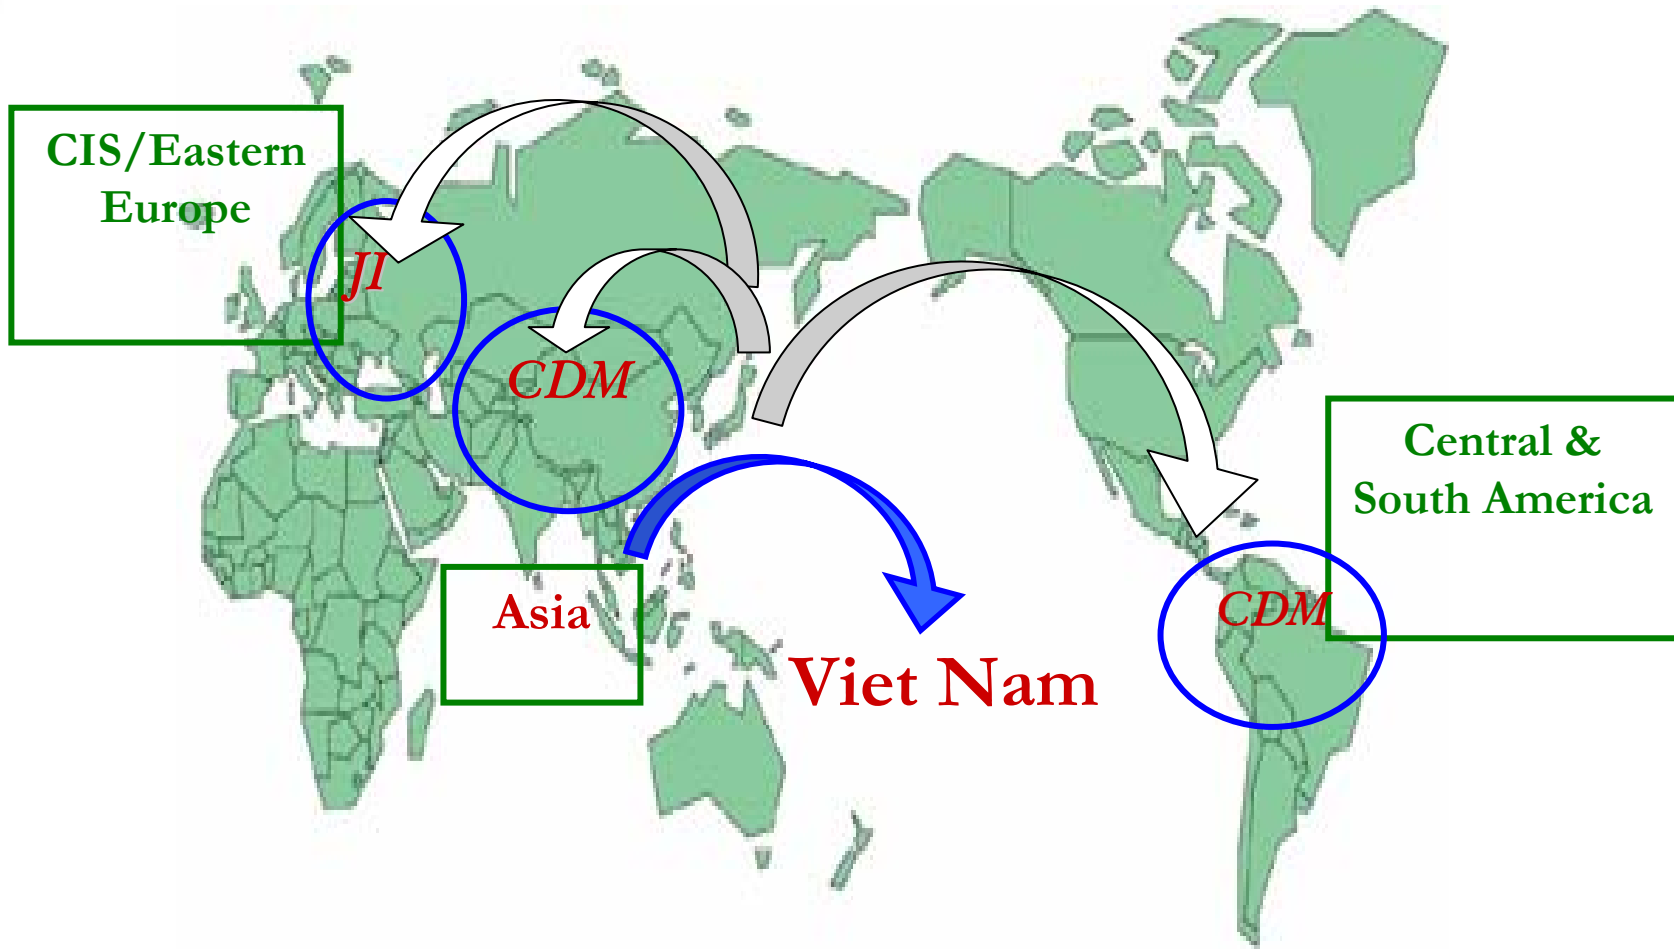 CIS/Eastern
Europe
JI
CDM
Central &
South America
Asia
CDM
Viet Nam